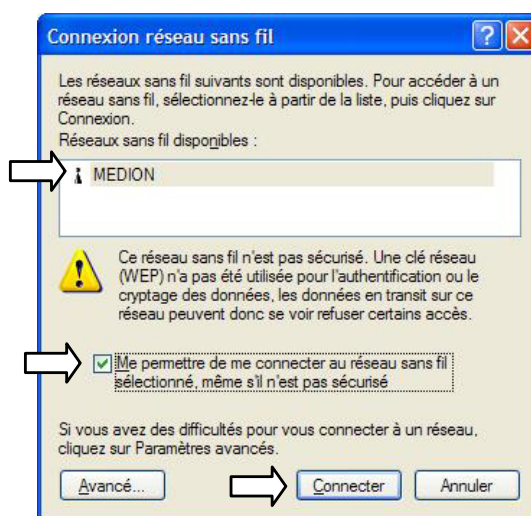 Connexion réseau sans fil
Les réseaux sans fil suivants sont disponibles. Pour accéder à un
réseau sans fil, sélectionnez-le à partir de la liste, puis cliquez sur
Connexion.
Réseaux sans fil disponibles :
MEDION
Ce réseau sans fil n'est pas sécurisé. Une clé réseau
(WEP) n'a pas été utilisée pour l'authentification ou le
cryptage des données, les données en transit sur ce
réseau peuvent donc se voir refuser certains accès.
Me permettre de me connecter au réseau sans fil
sélectionné, même s'il n'est pas sécurisé
Si vous avez des difficultés pour vous connecter à un réseau,
cliquez sur Paramètres avancés.
Avancé... Connecter Annuler